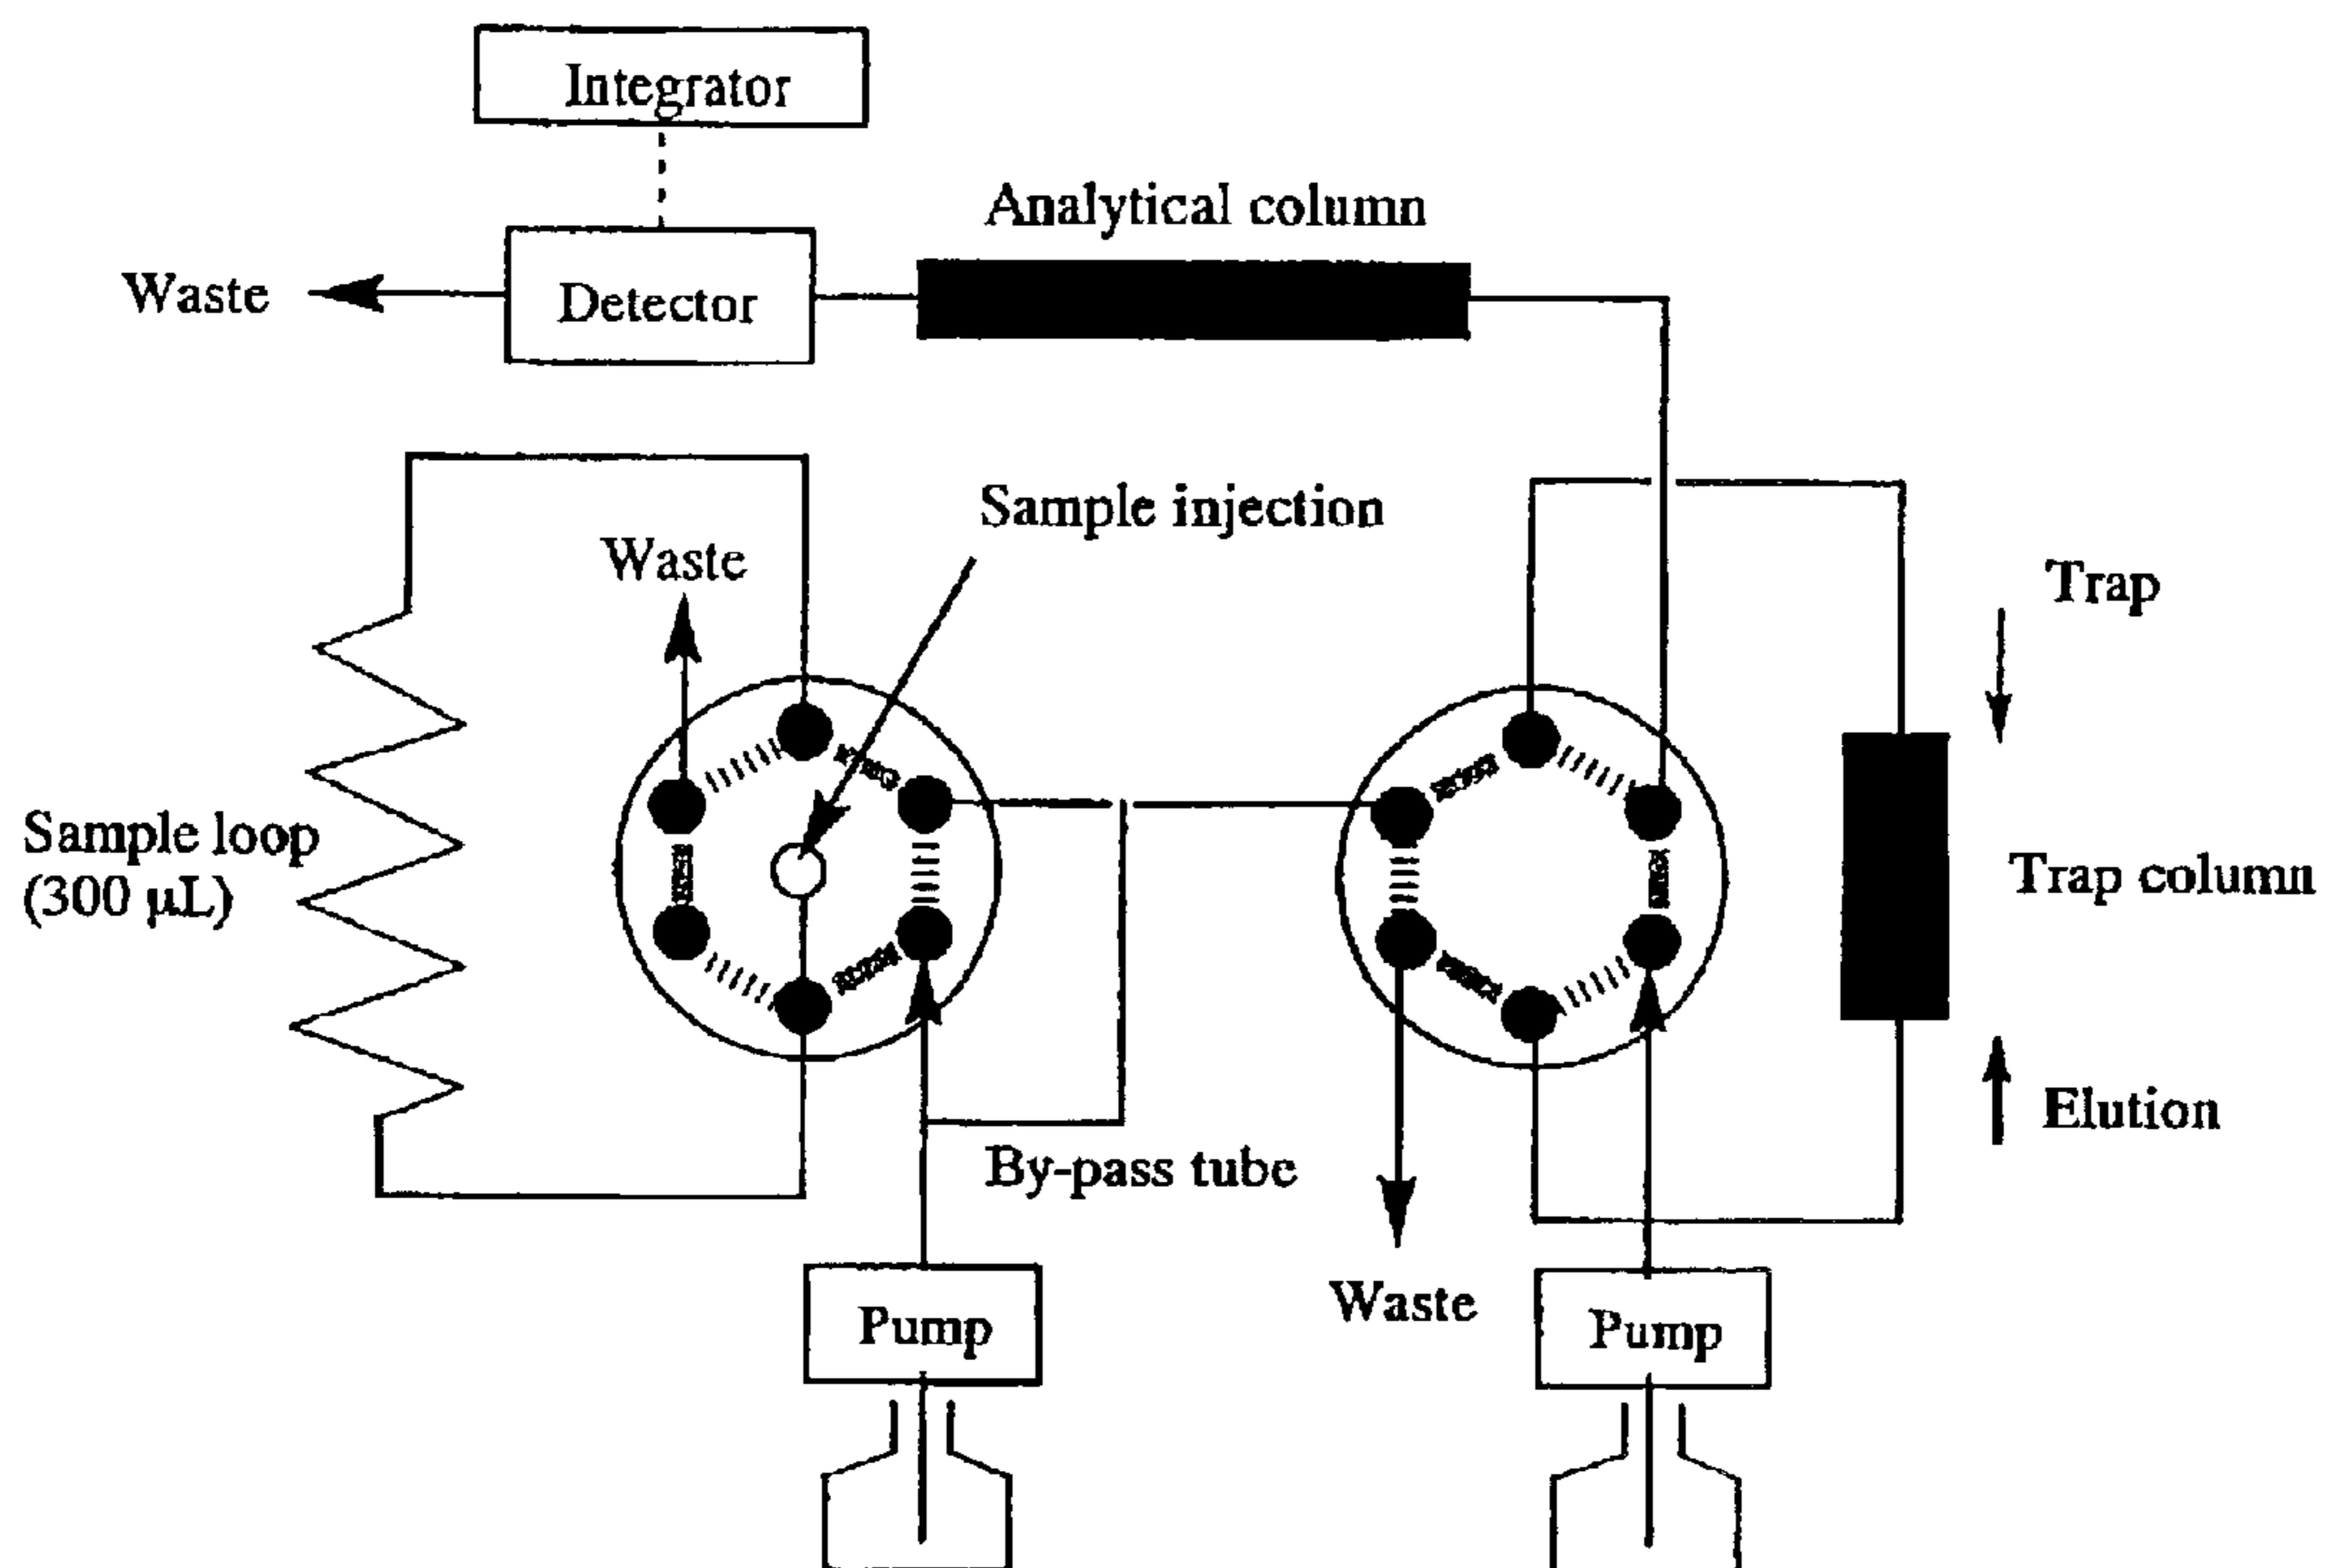 Integrator
Analytical column
Waste
Detector
Sample injection
Waste
Trap
Sample loop
(300 µL)
Trap column
Elution
By-pass tube
Waste
Pump
Pump